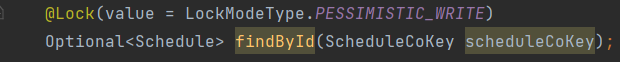 @Lock(value = LockModeType.PESSIMISTIC_WRITE)
Optional<Schedule> findById(ScheduleCoKey scheduleCoKey);